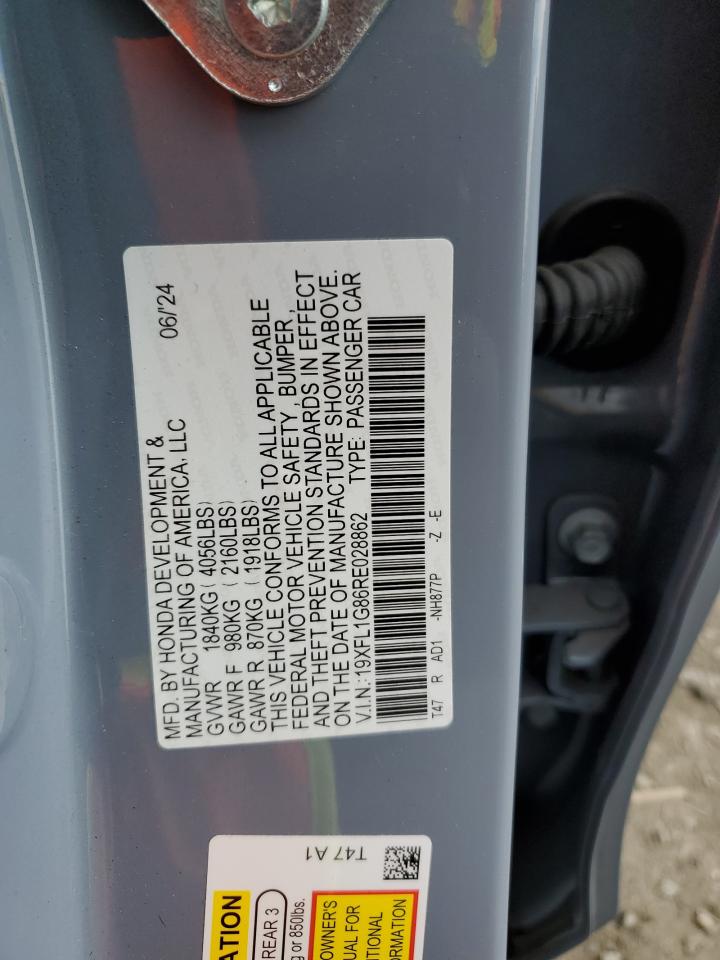 MFD. BY HONDA DEVELOPMENT &
MANUFACTURING OF AMERICA, LLC 06/'24
GVWR 1840KG (4056LBS)
GAWR F 980KG (2160LBS)
GAWR R 870KG (1918LBS)
THIS VEHICLE CONFORMS TO ALL APPLICABLE
FEDERAL MOTOR VEHICLE SAFETY , BUMPER ,
AND THEFT PREVENTION STANDARDS IN EFFECT
ON THE DATE OF MANUFACTURE SHOWN ABOVE.
V.I.N.:19XFL1G86RE028862 TYPE: PASSENGER CAR
T47 R AD1 -NH877P -Z -E
T47 A1
ATION
REAR 3
g or 850lbs.
OWNER'S
UAL FOR
ITIONAL
ORMATION